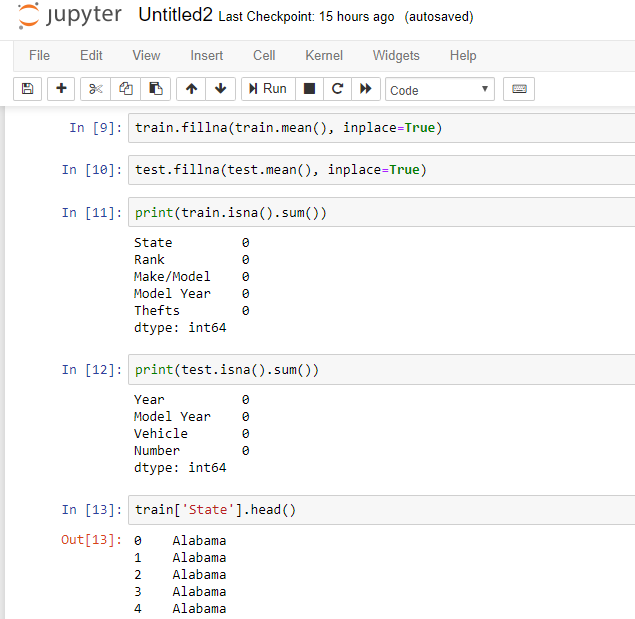 jupyter Untitled2 Last Checkpoint: 15 hours ago (autosaved)
File Edit View Insert Cell Kernel Widgets Help
Run Code
In [9]: train.fillna(train.mean(), inplace=True)
In [10]: test.fillna(test.mean(), inplace=True)
In [11]: print(train.isna().sum())
State 0
Rank 0
Make/Model 0
Model Year 0
Thefts 0
dtype: int64
In [12]: print(test.isna().sum())
Year 0
Model Year 0
Vehicle 0
Number 0
dtype: int64
In [13]: train['State'].head()
Out[13]: 0 Alabama
1 Alabama
2 Alabama
3 Alabama
4 Alabama